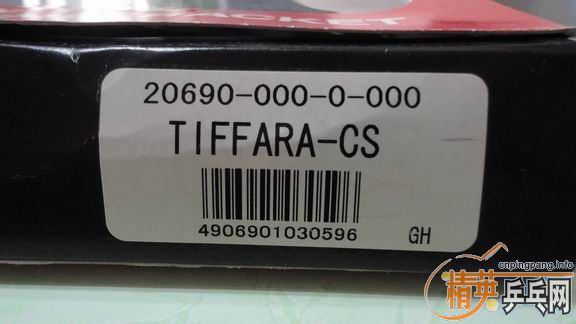 RACKET
20690-000-0-000
TIFFARA-CS
4906901030596 GH
cnpingpang.info
精英乒乓网